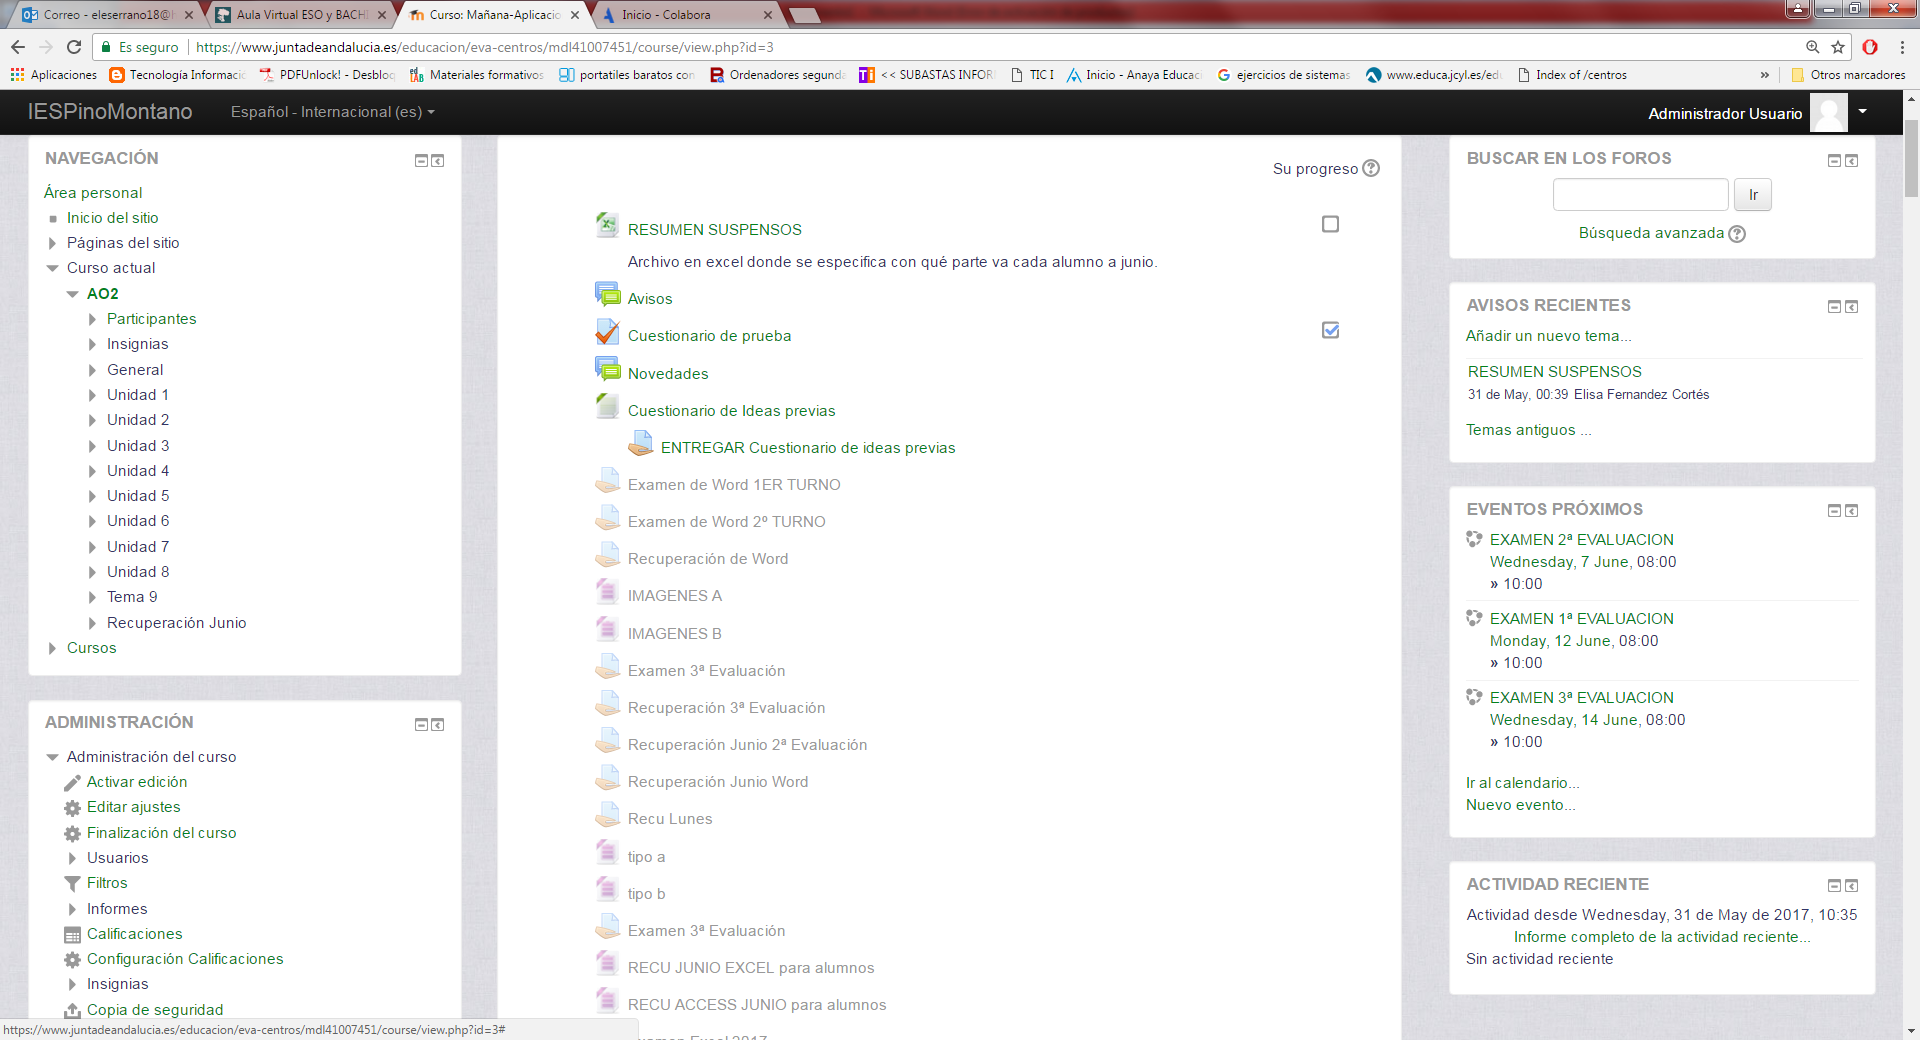 Correo - eleserrano18@h
Aula Virtual ESO y BACHI
Curso: Mañana-Aplicacio
Inicio - Colabora
Es seguro
https://www.juntadeandalucia.es/educacion/eva-centros/mdl41007451/course/view.php?id=3
Aplicaciones
Tecnología Informació
PDFUnlock! - Desbloq
Materiales formativos
portatiles baratos con
Ordenadores segunda
<< SUBASTAS INFOR
TIC I
Inicio - Anaya Educac
ejercicios de sistemas
www.educa.jcyl.es/edu
Index of /centros
»
Otros marcadores
IESPinoMontano
Español - Internacional (es)
Administrador Usuario
NAVEGACIÓN
Área personal
Inicio del sitio
Páginas del sitio
Curso actual
AO2
Participantes
Insignias
General
Unidad 1
Unidad 2
Unidad 3
Unidad 4
Unidad 5
Unidad 6
Unidad 7
Unidad 8
Tema 9
Recuperación Junio
Cursos
ADMINISTRACIÓN
Administración del curso
Activar edición
Editar ajustes
Finalización del curso
Usuarios
Filtros
Informes
Calificaciones
Configuración Calificaciones
Insignias
Copia de seguridad
https://www.juntadeandalucia.es/educacion/eva-centros/mdl41007451/course/view.php?id=3#
Su progreso
RESUMEN SUSPENSOS
Archivo en excel donde se especifica con qué parte va cada alumno a junio.
Avisos
Cuestionario de prueba
Novedades
Cuestionario de Ideas previas
ENTREGAR Cuestionario de ideas previas
Examen de Word 1ER TURNO
Examen de Word 2º TURNO
Recuperación de Word
IMAGENES A
IMAGENES B
Examen 3ª Evaluación
Recuperación 3ª Evaluación
Recuperación Junio 2ª Evaluación
Recuperación Junio Word
Recu Lunes
tipo a
tipo b
Examen 3ª Evaluación
RECU JUNIO EXCEL para alumnos
RECU ACCESS JUNIO para alumnos
BUSCAR EN LOS FOROS
Ir
Búsqueda avanzada
AVISOS RECIENTES
Añadir un nuevo tema...
RESUMEN SUSPENSOS
31 de May, 00:39 Elisa Fernandez Cortés
Temas antiguos ...
EVENTOS PRÓXIMOS
EXAMEN 2ª EVALUACION
Wednesday, 7 June, 08:00
» 10:00
EXAMEN 1ª EVALUACION
Monday, 12 June, 08:00
» 10:00
EXAMEN 3ª EVALUACION
Wednesday, 14 June, 08:00
» 10:00
Ir al calendario...
Nuevo evento...
ACTIVIDAD RECIENTE
Actividad desde Wednesday, 31 de May de 2017, 10:35
Informe completo de la actividad reciente...
Sin actividad reciente